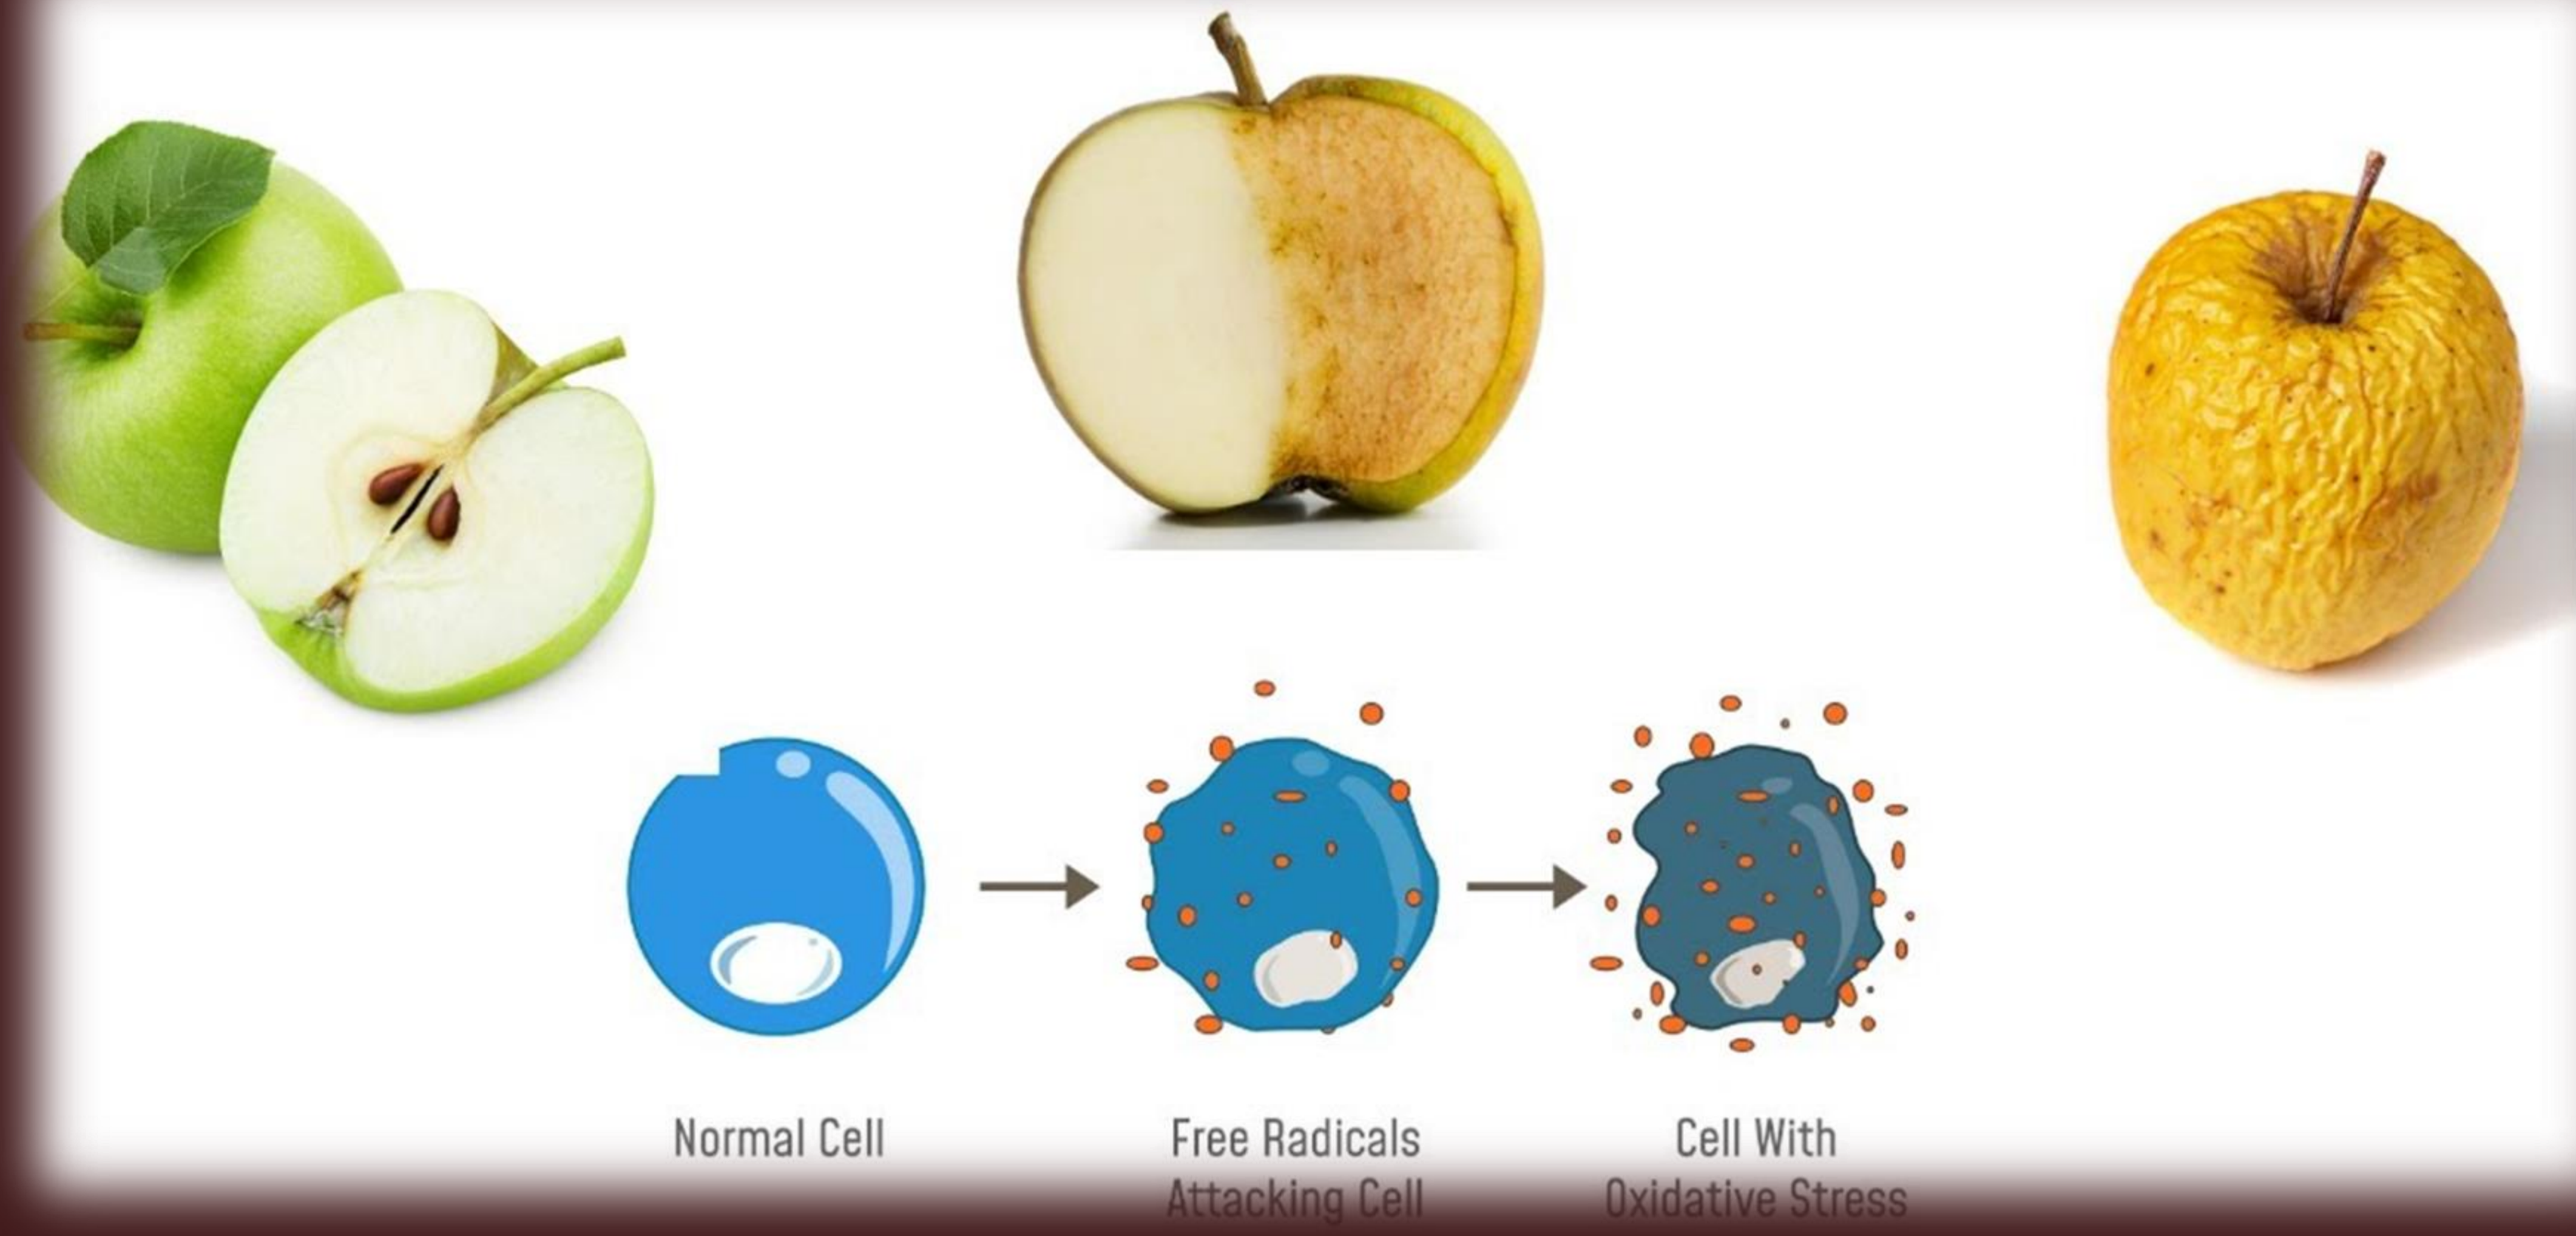 Normal Cell
Free Radicals
Attacking Cell
Cell With
Oxidative Stress